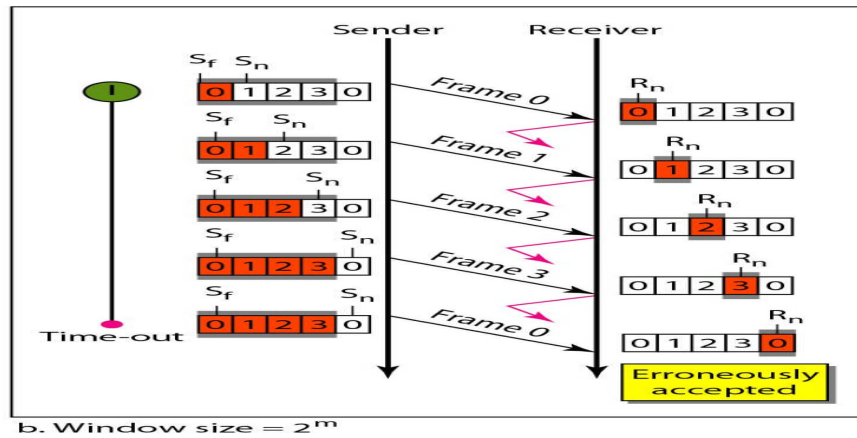 Sender Receiver
Sf Sn
0 1 2 3 0
Frame 0
Rn
0 1 2 3 0
Sf Sn
0 1 2 3 0
Frame 1
Rn
0 1 2 3 0
Sf Sn
0 1 2 3 0
Frame 2
Rn
0 1 2 3 0
Sf Sn
0 1 2 3 0
Frame 3
Rn
0 1 2 3 0
Sf Sn
0 1 2 3 0
Frame 0
Rn
0 1 2 3 0
Time-out
Erroneously
accepted
b. Window size = 2^m